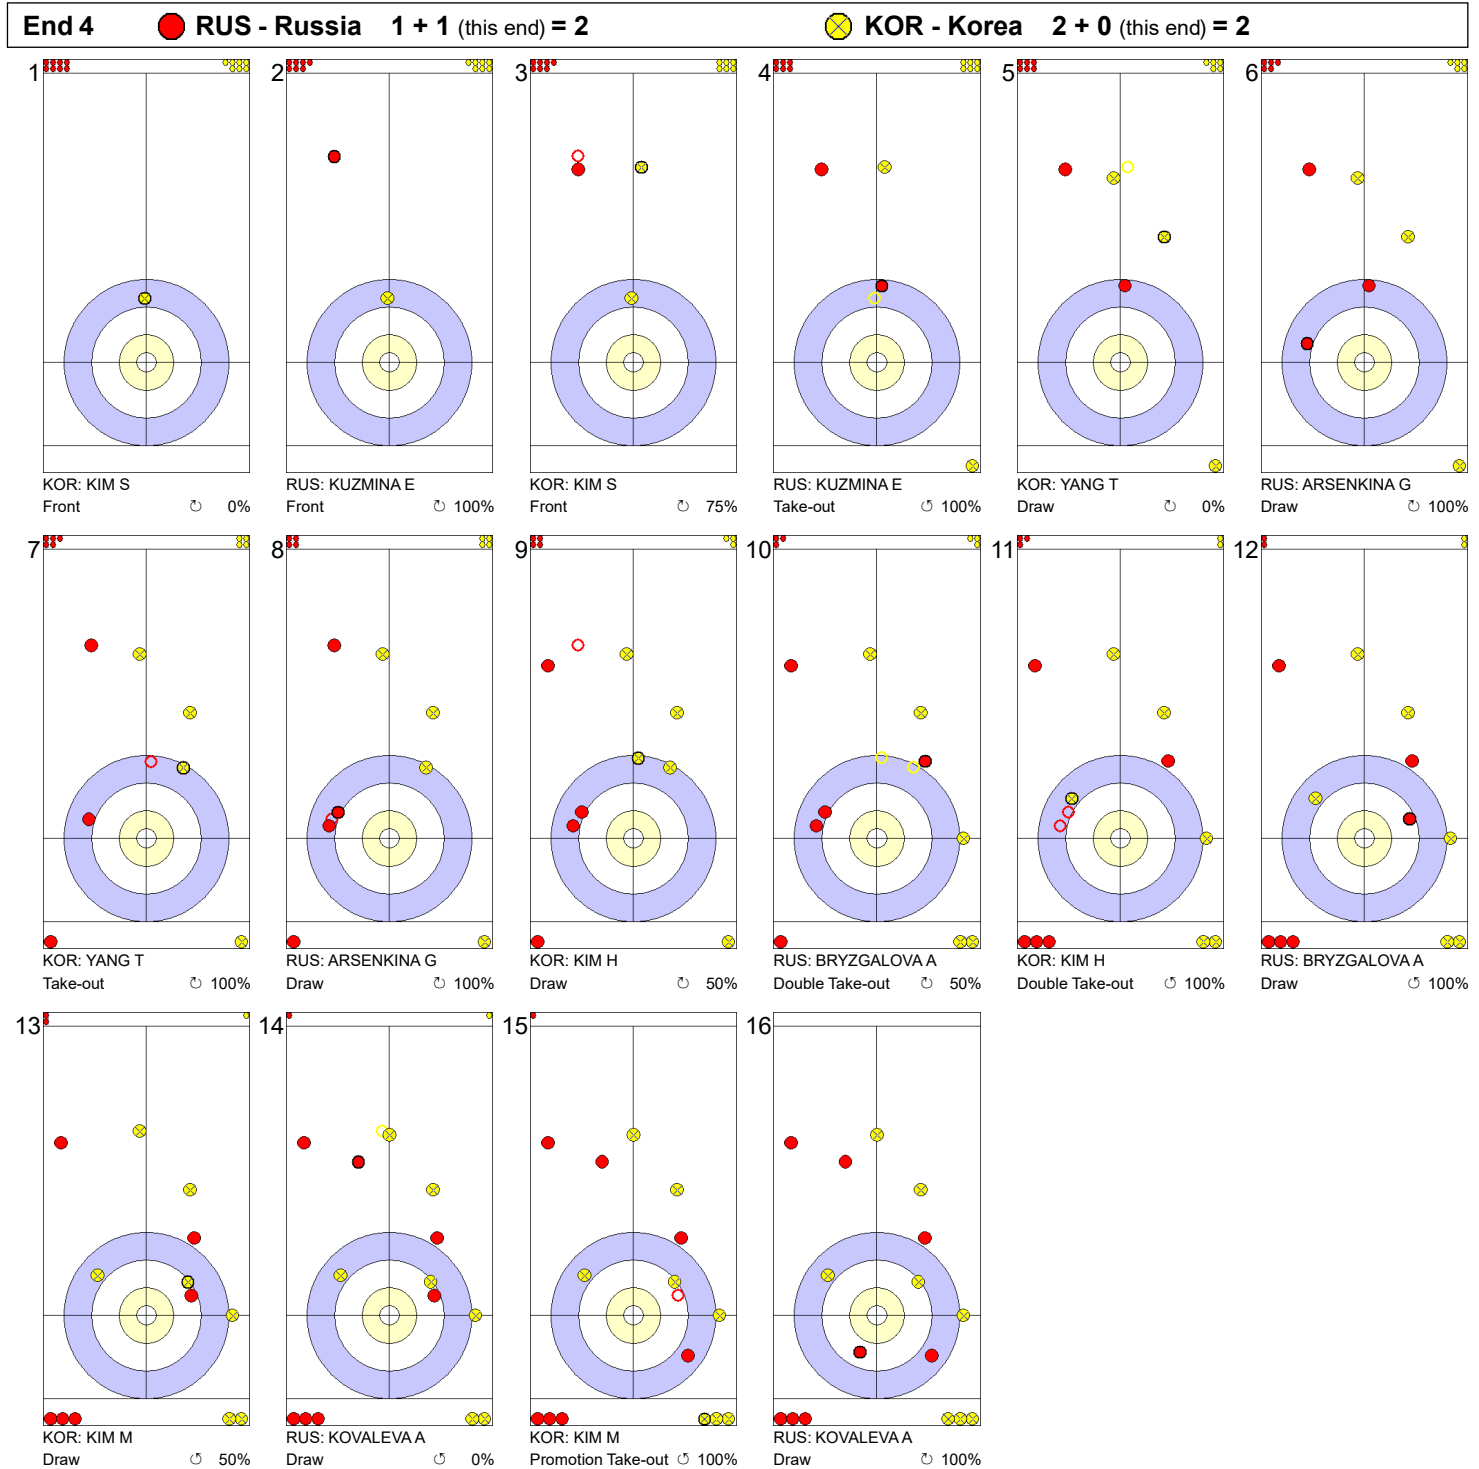 End 4 RUS - Russia 1 + 1 (this end) = 2 KOR - Korea 2 + 0 (this end) = 2
1 2 3 4 5 6
KOR: KIM S RUS: KUZMINA E KOR: KIM S RUS: KUZMINA E KOR: YANG T RUS: ARSENKINA G
Front ↻ 0% Front ↺ 100% Front ↻ 75% Take-out ↺ 100% Draw ↻ 0% Draw ↺ 100%
7 8 9 10 11 12
KOR: YANG T RUS: ARSENKINA G KOR: KIM H RUS: BRYZGALOVA A KOR: KIM H RUS: BRYZGALOVA A
Take-out ↻ 100% Draw ↻ 100% Draw ↻ 50% Double Take-out ↻ 50% Double Take-out ↺ 100% Draw ↺ 100%
13 14 15 16
KOR: KIM M RUS: KOVALEVA A KOR: KIM M RUS: KOVALEVA A
Draw ↺ 50% Draw ↺ 0% Promotion Take-out ↺ 100% Draw ↺ 100%